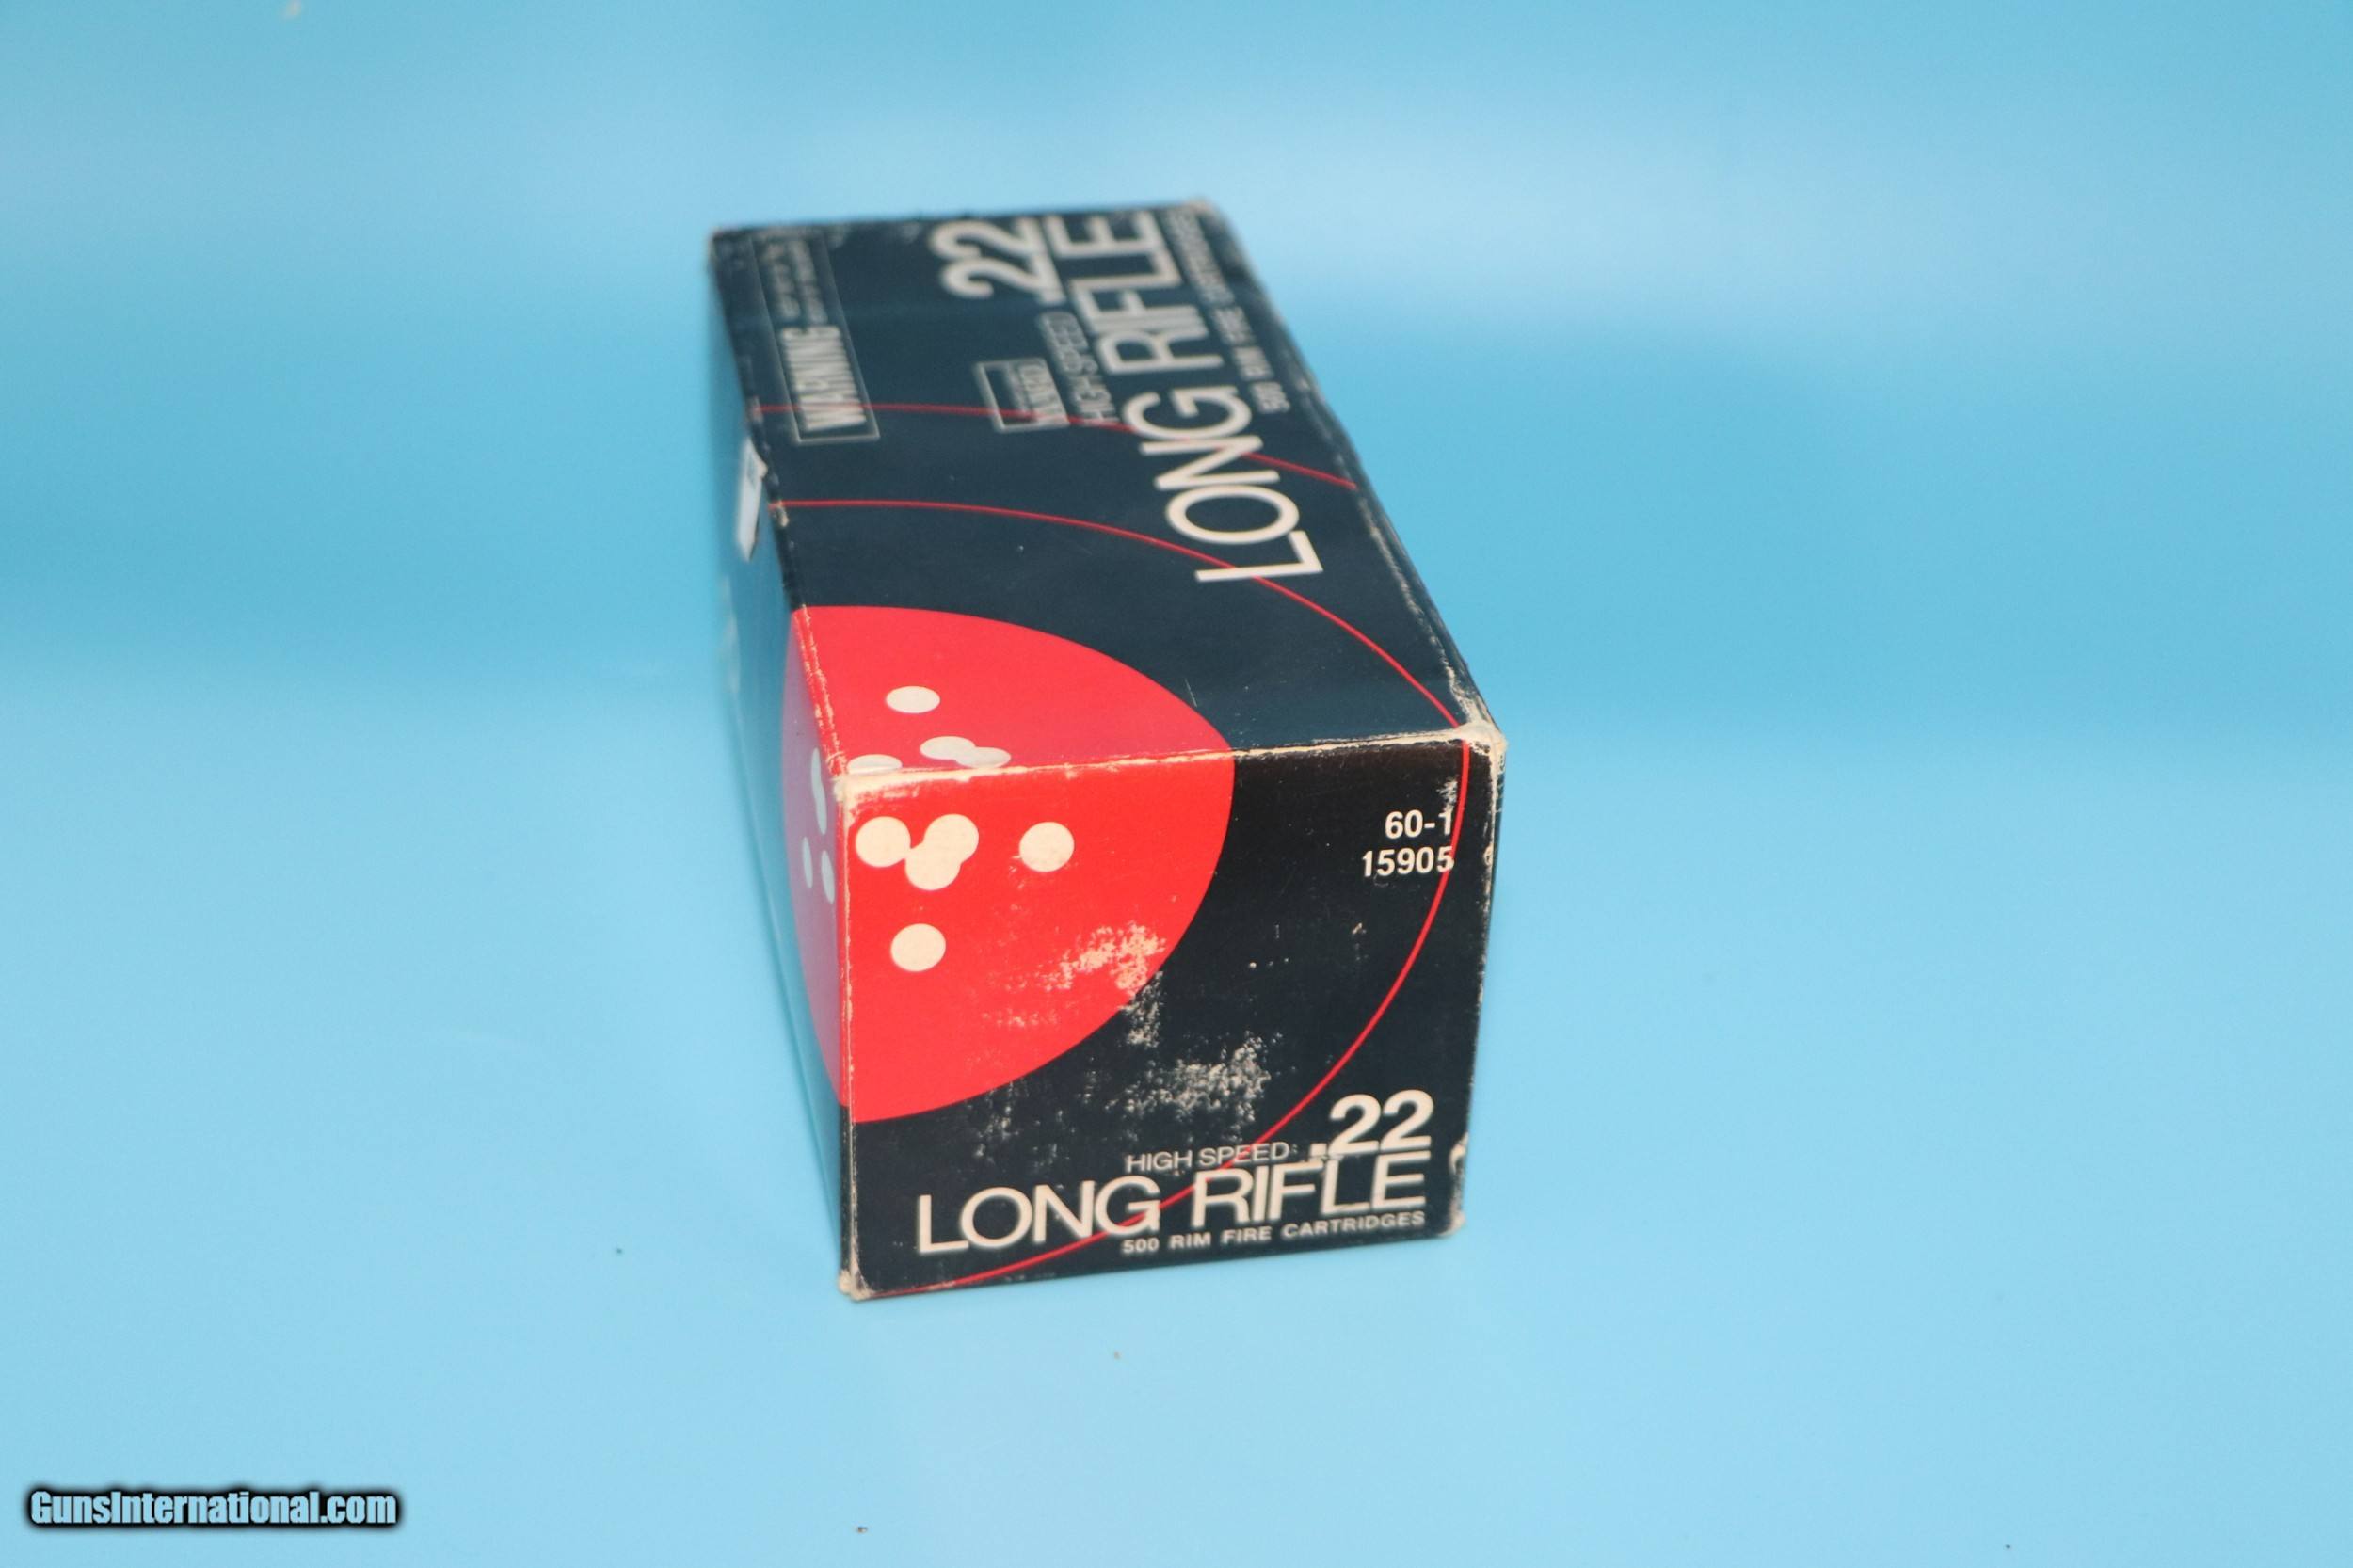 .22
HIGH SPEED
LONG RIFLE
500 RIM FIRE CARTRIDGES
WARNING
60-1
15905
.22
HIGH SPEED
LONG RIFLE
500 RIM FIRE CARTRIDGES
GunsInternational.com